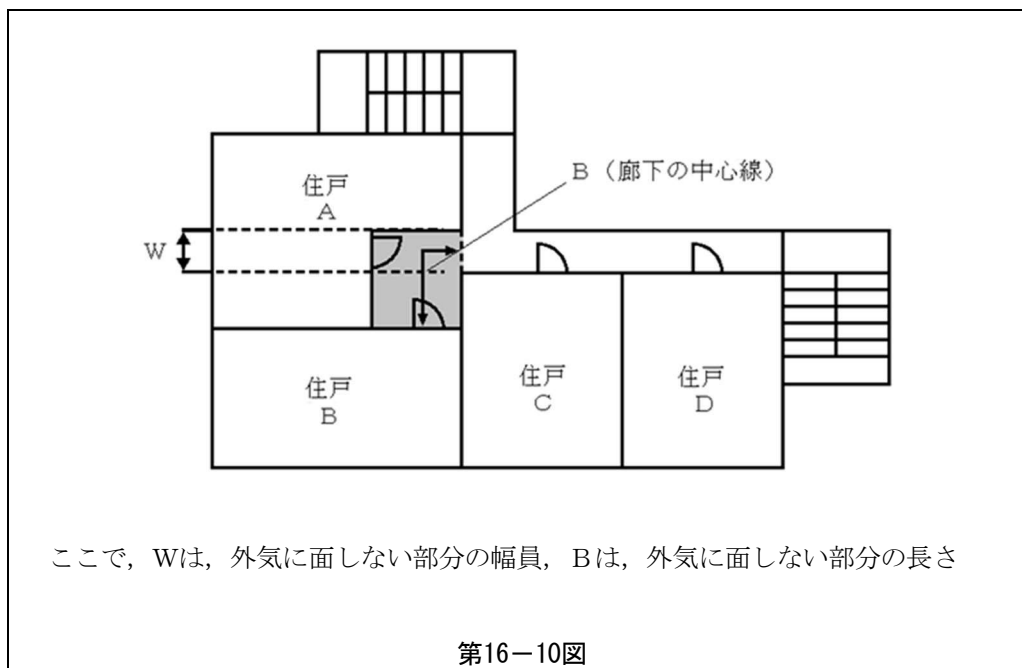 B(廊下の中心線)
住戸
A
W
住戸
B
住戸
C
住戸
D
ここで，Wは，外気に面しない部分の幅員，Bは，外気に面しない部分の長さ
第16－10図